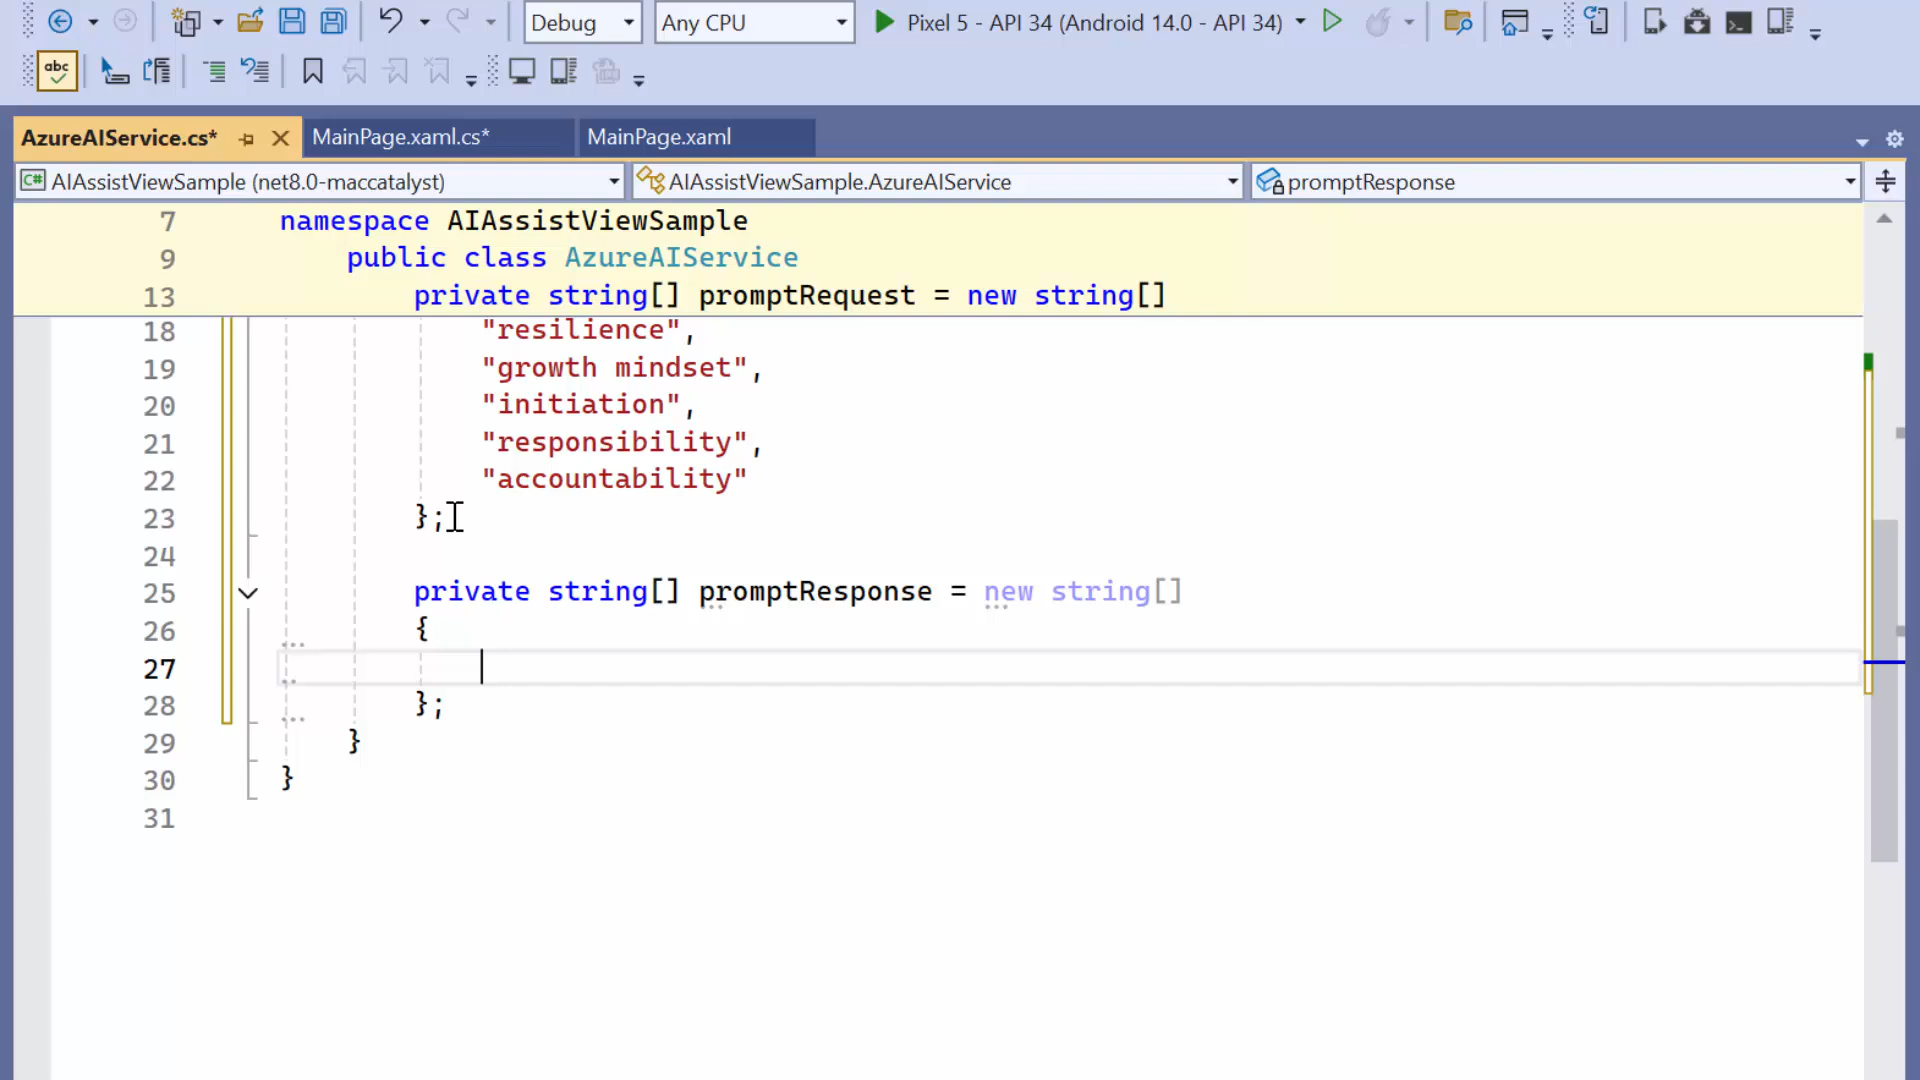 Debug
Any CPU
Pixel 5 - API 34 (Android 14.0 - API 34)
abc
AzureAIService.cs*
MainPage.xaml.cs*
MainPage.xaml
C# AIAssistViewSample (net8.0-maccatalyst)
AIAssistViewSample.AzureAIService
promptResponse
7 namespace AIAssistViewSample
9 public class AzureAIService
13 private string[] promptRequest = new string[]
18 "resilience",
19 "growth mindset",
20 "initiation",
21 "responsibility",
22 "accountability"
23 };
24
25 private string[] promptResponse = new string[]
26 {
27
28 };
29 }
30 }
31